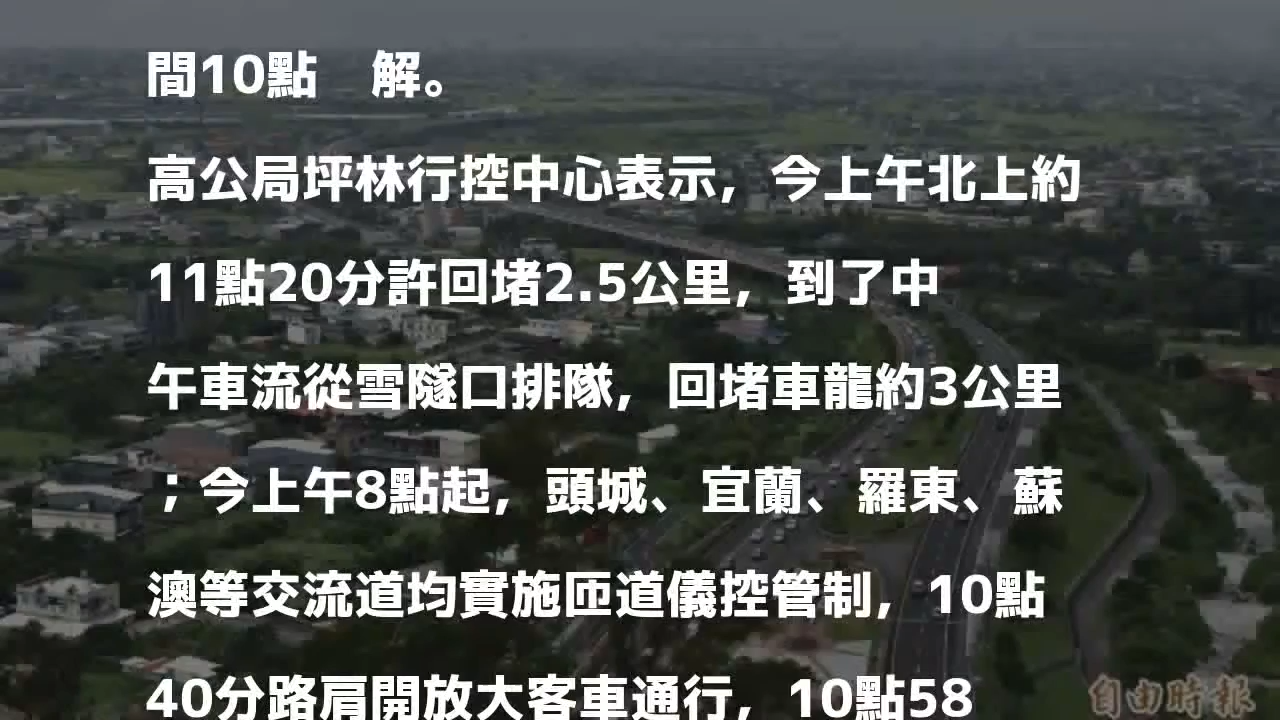 間10點　解。
高公局坪林行控中心表示，今上午北上約
11點20分許回堵2.5公里，到了中
午車流從雪隧口排隊，回堵車龍約3公里
；今上午8點起，頭城、宜蘭、羅東、蘇
澳等交流道均實施匝道儀控管制，10點
40分路肩開放大客車通行，10點58
自由時報